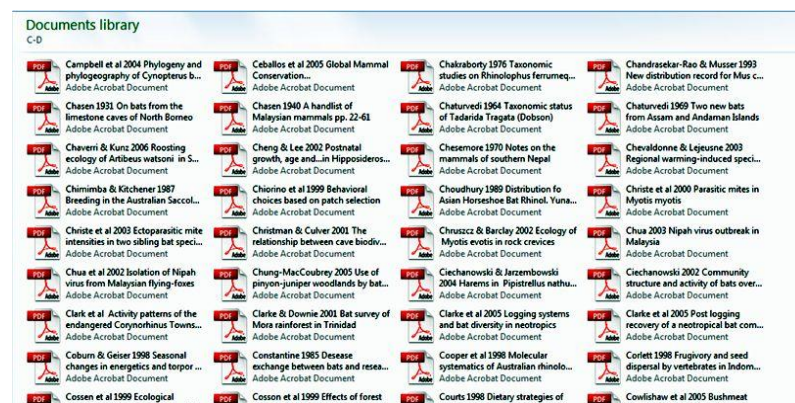 Documents library
C-D
Campbell et al 2004 Phylogeny and
phylogeography of Cynopterus b...
Adobe Acrobat Document
Ceballos et al 2005 Global Mammal
Conservation...
Adobe Acrobat Document
Chakraborty 1976 Taxonomic
studies on Rhinolophus ferrumeq...
Adobe Acrobat Document
Chandrasekar-Rao & Musser 1993
New distribution record for Mus c...
Adobe Acrobat Document
Chasen 1931 On bats from the
limestone caves of North Borneo
Adobe Acrobat Document
Chasen 1940 A handlist of
Malaysian mammals pp. 22-61
Adobe Acrobat Document
Chaturvedi 1964 Taxonomic status
of Tadarida Tragata (Dobson)
Adobe Acrobat Document
Chaturvedi 1969 Two new bats
from Assam and Andaman Islands
Adobe Acrobat Document
Chaverri & Kunz 2006 Roosting
ecology of Artibeus watsoni in S...
Adobe Acrobat Document
Cheng & Lee 2002 Postnatal
growth, age and...in Hipposideros...
Adobe Acrobat Document
Chesemore 1970 Notes on the
mammals of southern Nepal
Adobe Acrobat Document
Chevaldonne & Lejeusne 2003
Regional warming-induced speci...
Adobe Acrobat Document
Chimimba & Kitchener 1987
Breeding in the Australian Saccol...
Adobe Acrobat Document
Chiorino et al 1999 Behavioral
choices based on patch selection
Adobe Acrobat Document
Choudhury 1989 Distribution fo
Asian Horseshoe Bat Rhinol. Yuna...
Adobe Acrobat Document
Christe et al 2000 Parasitic mites in
Myotis myotis
Adobe Acrobat Document
Christe et al 2003 Ectoparasitic mite
intensities in two sibling bat speci...
Adobe Acrobat Document
Christman & Culver 2001 The
relationship between cave biodiv...
Adobe Acrobat Document
Chruszcz & Barclay 2002 Ecology of
Myotis evotis in rock crevices
Adobe Acrobat Document
Chua 2003 Nipah virus outbreak in
Malaysia
Adobe Acrobat Document
Chua et al 2002 Isolation of Nipah
virus from Malaysian flying-foxes
Adobe Acrobat Document
Chung-MacCoubrey 2005 Use of
pinyon-juniper woodlands by bat...
Adobe Acrobat Document
Ciechanowski & Jarzembowski
2004 Harems in Pipistrellus nathu...
Adobe Acrobat Document
Ciechanowski 2002 Community
structure and activity of bats over...
Adobe Acrobat Document
Clark et al Activity patterns of the
endangered Corynorhinus Towns...
Adobe Acrobat Document
Clarke & Downie 2001 Bat survey of
Mora rainforest in Trinidad
Adobe Acrobat Document
Clarke et al 2005 Logging systems
and bat diversity in neotropics
Adobe Acrobat Document
Clarke et al 2005 Post logging
recovery of a neotropical bat com...
Adobe Acrobat Document
Coburn & Geiser 1998 Seasonal
changes in energetics and torpor ...
Adobe Acrobat Document
Constantine 1985 Desease
exchange between bats and resea...
Adobe Acrobat Document
Cooper et al 1998 Molecular
systematics of Australian rhinolo...
Adobe Acrobat Document
Corlett 1998 Frugivory and seed
dispersal by vertebrates in Indom...
Adobe Acrobat Document
Cossen et al 1999 Ecological
Cosson et al 1999 Effects of forest
Courts 1998 Dietary strategies of
Cowlishaw et al 2005 Bushmeat